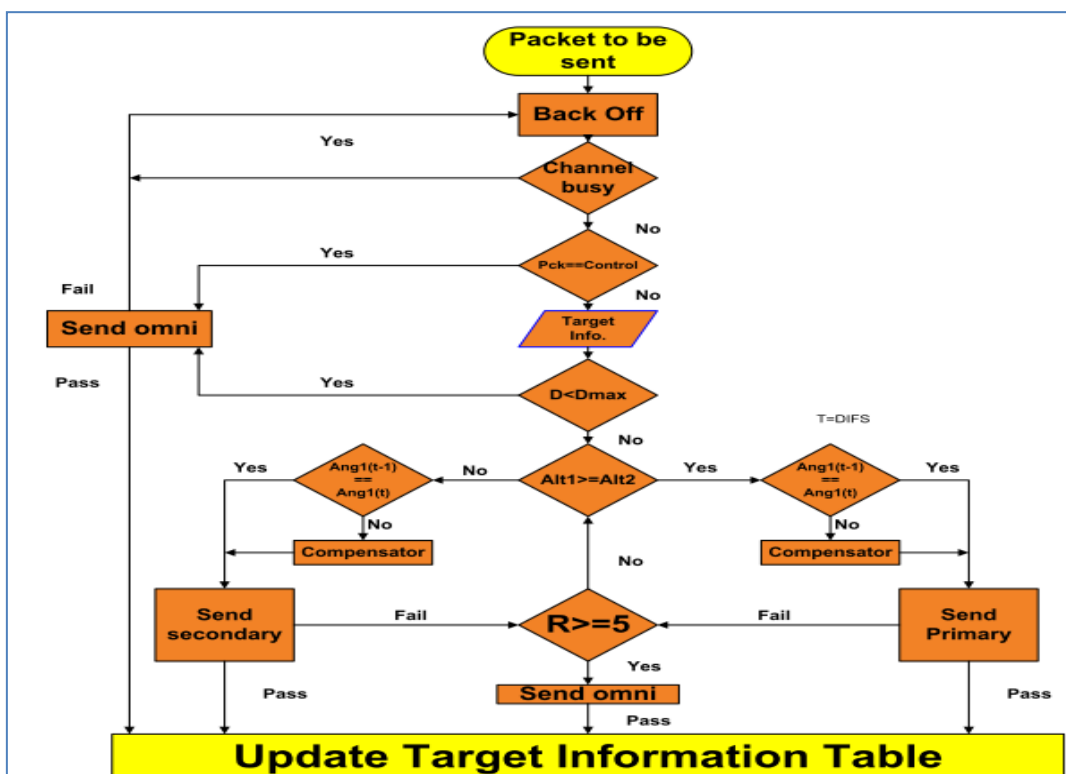 Packet to be
sent
Back Off
Yes
Channel
busy
No
Yes
Pck==Control
Fail
No
Send omni
Target
Info.
Pass
Yes
D<Dmax
T=DIFS
No
Yes
Ang1(t-1)
==
Ang1(t)
No
Alt1>=Alt2
Yes
Ang1(t-1)
==
Ang1(t)
Yes
No
No
Compensator
Compensator
No
Send
secondary
Fail
R>=5
Fail
Send
Primary
Yes
Pass
Send omni
Pass
Pass
Update Target Information Table